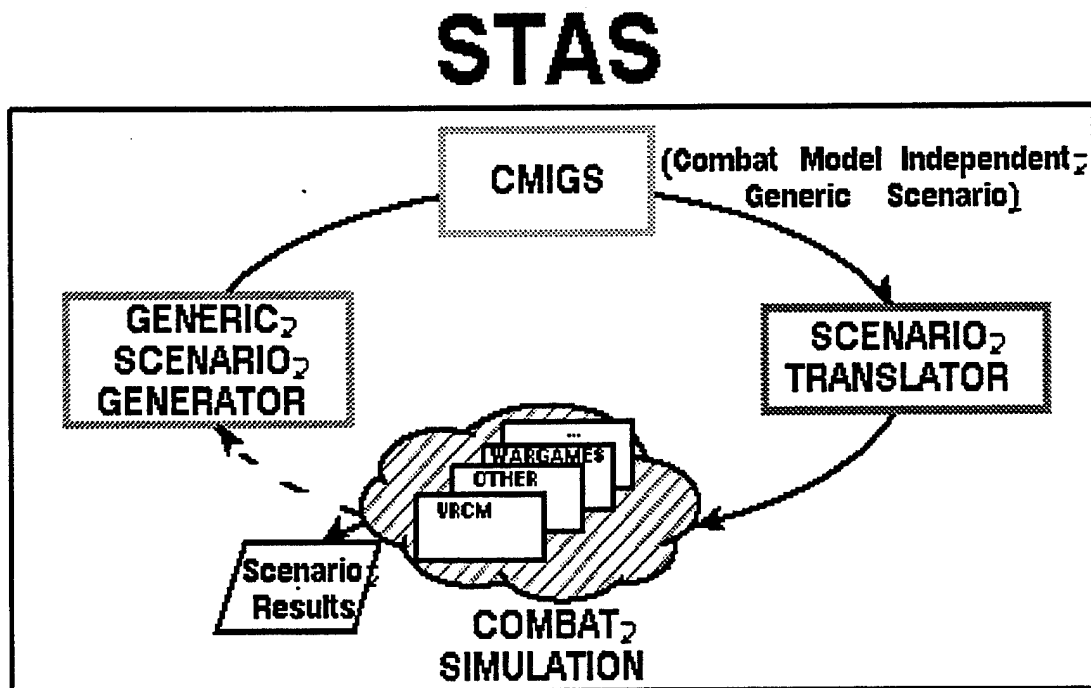 STAS
CMIGS
(Combat Model Independent
Generic Scenario)
GENERIC
SCENARIO
GENERATOR
SCENARIO
TRANSLATOR
...
WARGAMES
OTHER
VRCM
Scenario
Results
COMBAT
SIMULATION